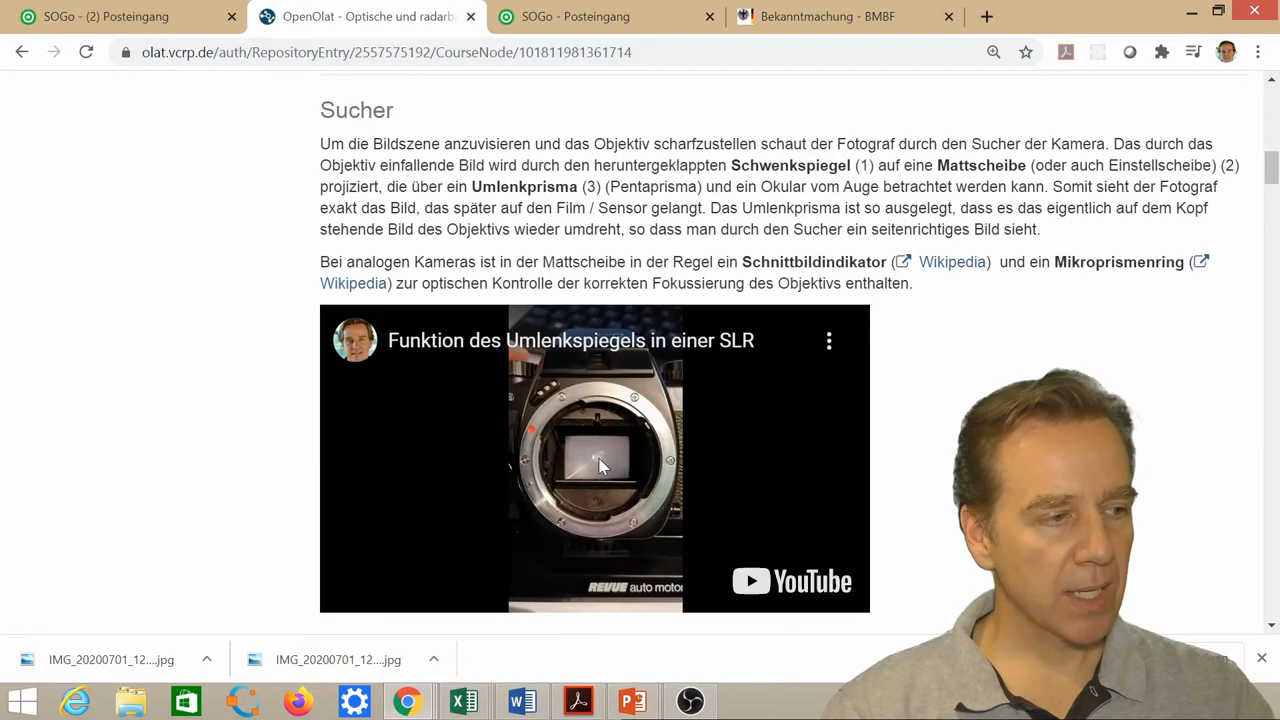 SOGo - (2) Posteingang
OpenOlat - Optische und radarba
SOGo - Posteingang
Bekanntmachung - BMBF
olat.vcrp.de/auth/RepositoryEntry/2557575192/CourseNode/101811981361714
Sucher
Um die Bildszene anzuvisieren und das Objektiv scharfzustellen schaut der Fotograf durch den Sucher der Kamera. Das durch das
Objektiv einfallende Bild wird durch den heruntergeklappten Schwenkspiegel (1) auf eine Mattscheibe (oder auch Einstellscheibe) (2)
projiziert, die über ein Umlenkprisma (3) (Pentaprisma) und ein Okular vom Auge betrachtet werden kann. Somit sieht der Fotograf
exakt das Bild, das später auf den Film / Sensor gelangt. Das Umlenkprisma ist so ausgelegt, dass es das eigentlich auf dem Kopf
stehende Bild des Objektivs wieder umdreht, so dass man durch den Sucher ein seitenrichtiges Bild sieht.
Bei analogen Kameras ist in der Mattscheibe in der Regel ein Schnittbildindikator ( Wikipedia) und ein Mikroprismenring (
Wikipedia) zur optischen Kontrolle der korrekten Fokussierung des Objektivs enthalten.
Funktion des Umlenkspiegels in einer SLR
REVUE auto motor
YouTube
IMG_20200701_12....jpg
IMG_20200701_12....jpg